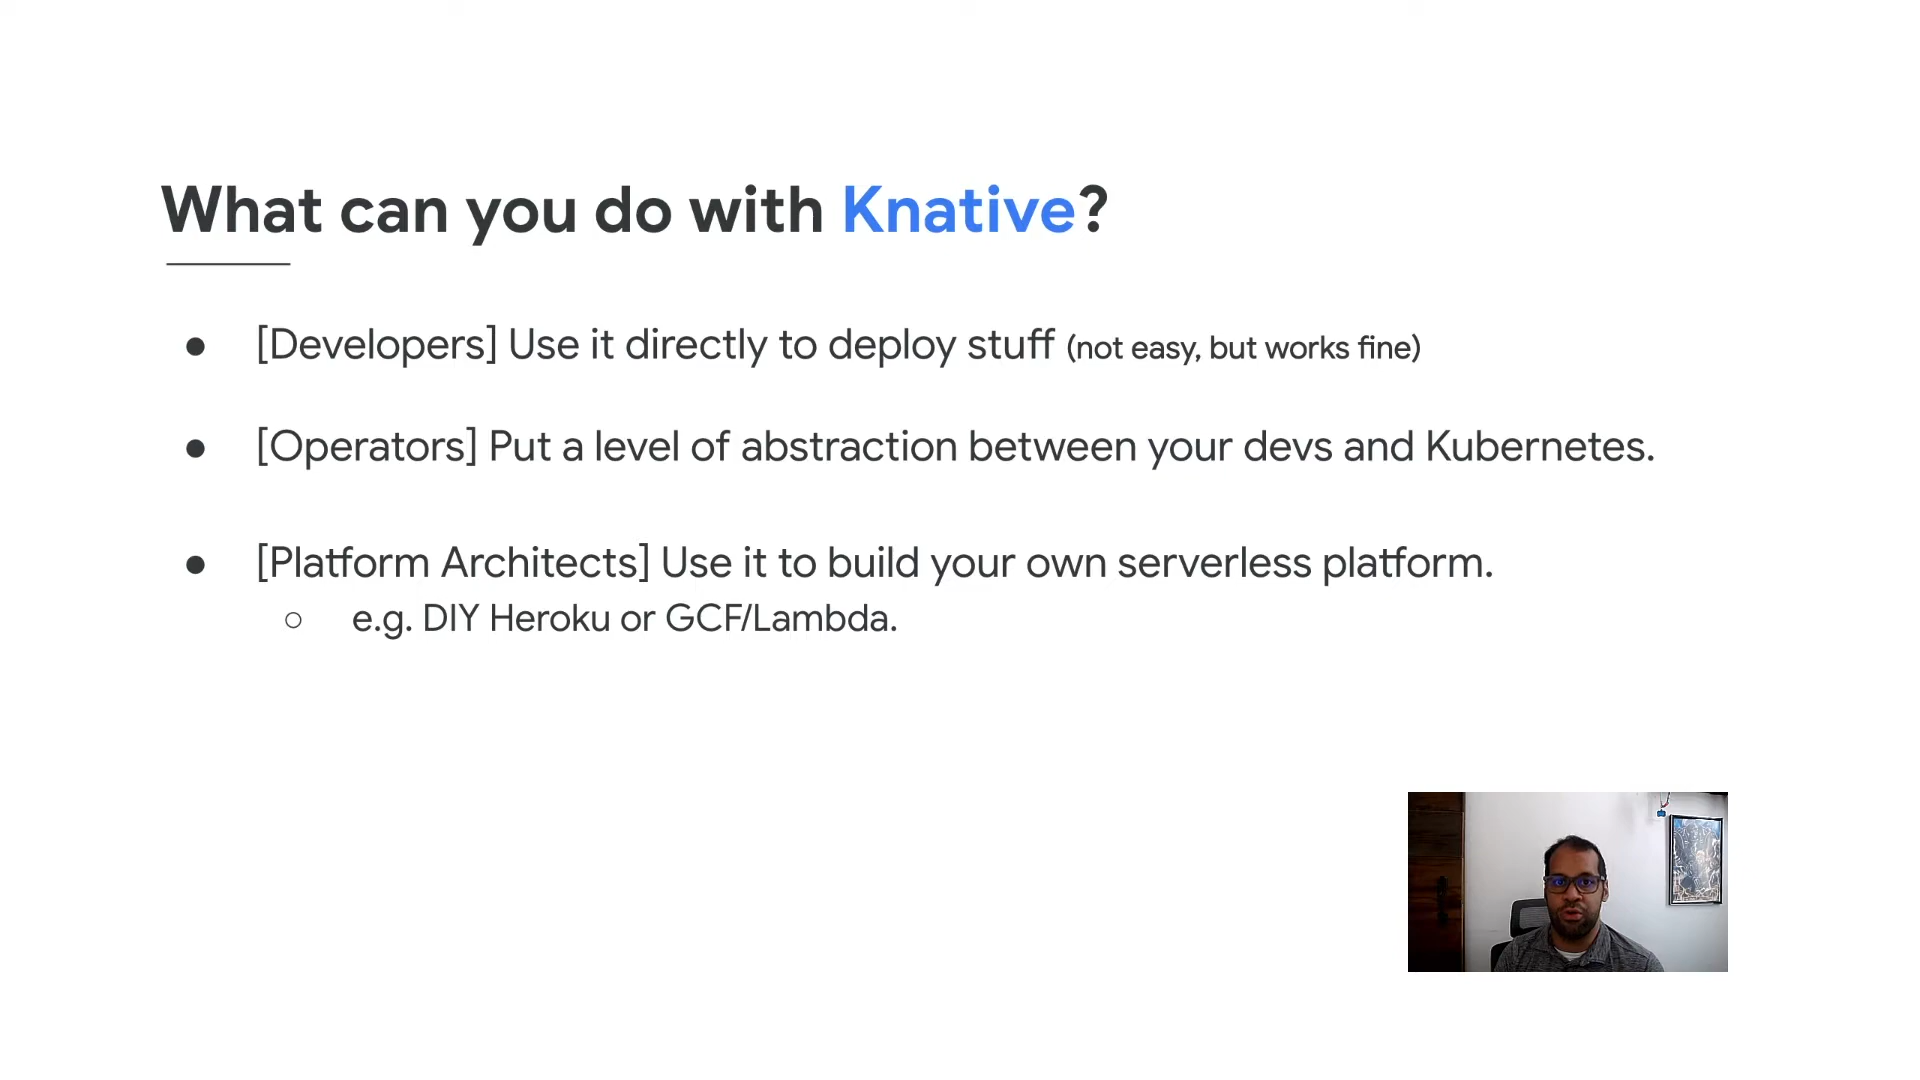 What can you do with Knative?
● [Developers] Use it directly to deploy stuff (not easy, but works fine)
● [Operators] Put a level of abstraction between your devs and Kubernetes.
● [Platform Architects] Use it to build your own serverless platform.
○ e.g. DIY Heroku or GCF/Lambda.